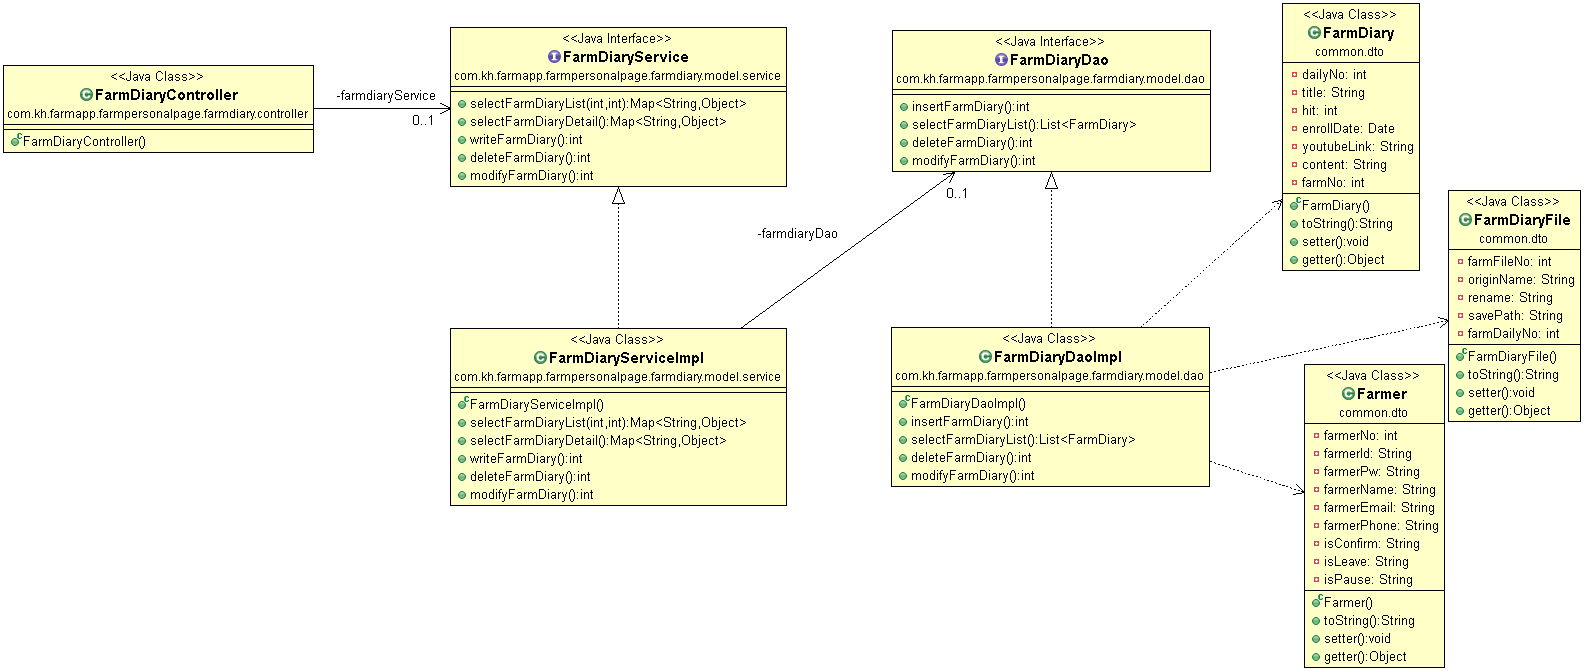 <<Java Class>>
FarmDiaryController
com.kh.farmapp.farmpersonalpage.farmdiary.controller
FarmDiaryController()
-farmdiaryService
0..1
<<Java Interface>>
FarmDiaryService
com.kh.farmapp.farmpersonalpage.farmdiary.model.service
selectFarmDiaryList(int,int):Map<String,Object>
selectFarmDiaryDetail():Map<String,Object>
writeFarmDiary():int
deleteFarmDiary():int
modifyFarmDiary():int
<<Java Interface>>
FarmDiaryDao
com.kh.farmapp.farmpersonalpage.farmdiary.model.dao
insertFarmDiary():int
selectFarmDiaryList():List<FarmDiary>
deleteFarmDiary():int
modifyFarmDiary():int
0..1
-farmdiaryDao
<<Java Class>>
FarmDiaryServiceImpl
com.kh.farmapp.farmpersonalpage.farmdiary.model.service
FarmDiaryServiceImpl()
selectFarmDiaryList(int,int):Map<String,Object>
selectFarmDiaryDetail():Map<String,Object>
writeFarmDiary():int
deleteFarmDiary():int
modifyFarmDiary():int
<<Java Class>>
FarmDiaryDaoImpl
com.kh.farmapp.farmpersonalpage.farmdiary.model.dao
FarmDiaryDaoImpl()
insertFarmDiary():int
selectFarmDiaryList():List<FarmDiary>
deleteFarmDiary():int
modifyFarmDiary():int
<<Java Class>>
FarmDiary
common.dto
dailyNo: int
title: String
hit: int
enrollDate: Date
youtubeLink: String
content: String
farmNo: int
FarmDiary()
toString():String
setter():void
getter():Object
<<Java Class>>
FarmDiaryFile
common.dto
farmFileNo: int
originName: String
rename: String
savePath: String
farmDailyNo: int
FarmDiaryFile()
toString():String
setter():void
getter():Object
<<Java Class>>
Farmer
common.dto
farmerNo: int
farmerId: String
farmerPw: String
farmerName: String
farmerEmail: String
farmerPhone: String
isConfirm: String
isLeave: String
isPause: String
Farmer()
toString():String
setter():void
getter():Object